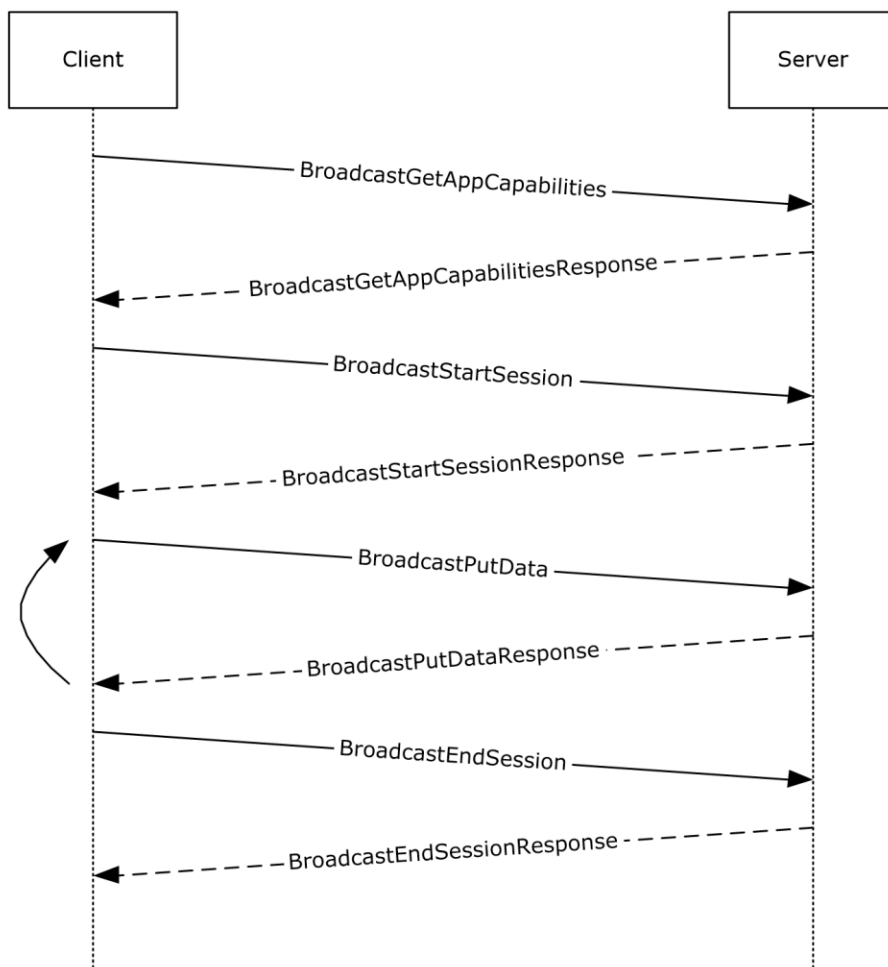 Client
Server
BroadcastGetAppCapabilities
BroadcastGetAppCapabilitiesResponse
BroadcastStartSession
BroadcastStartSessionResponse
BroadcastPutData
BroadcastPutDataResponse
BroadcastEndSession
BroadcastEndSessionResponse